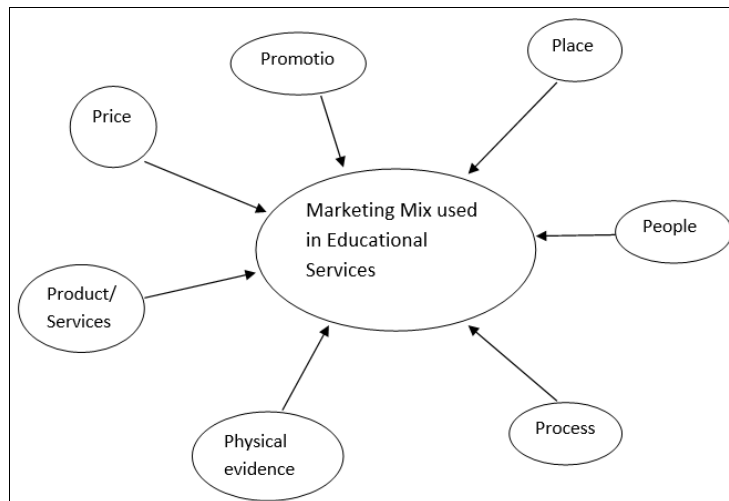 Promotio
Place
Price
Marketing Mix used
in Educational
Services
People
Product/
Services
Physical
evidence
Process